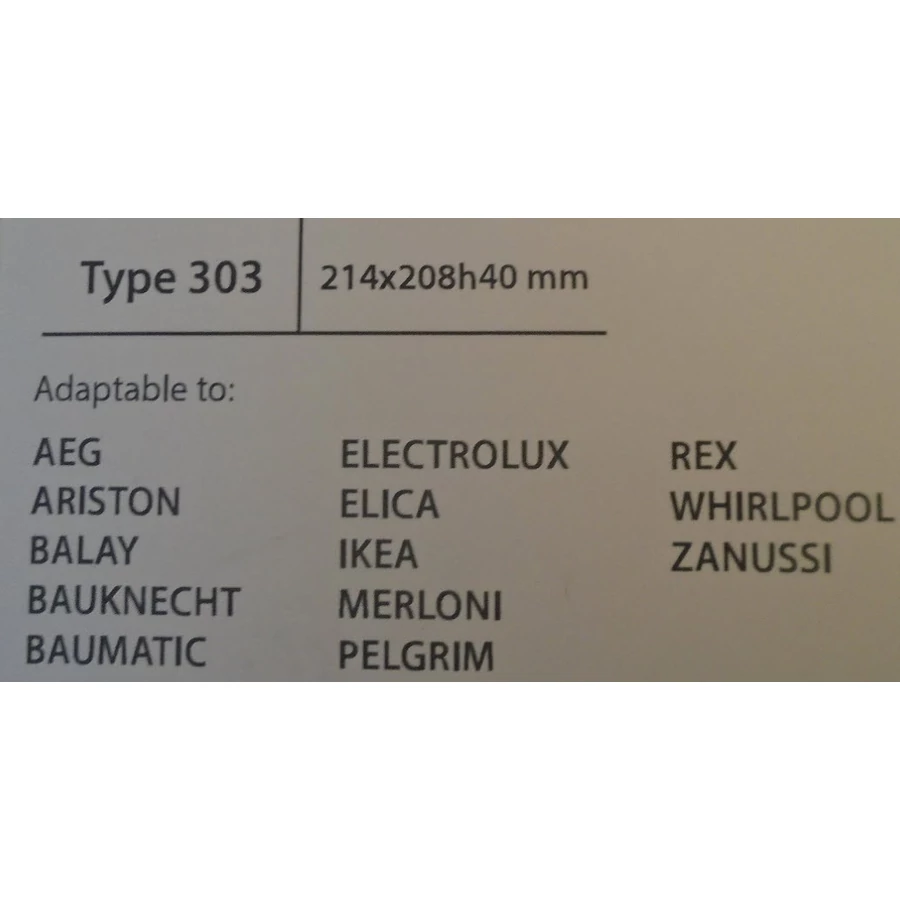 Type 303
214x208h40 mm
Adaptable to:
AEG
ARISTON
BALAY
BAUKNECHT
BAUMATIC
ELECTROLUX
ELICA
IKEA
MERLONI
PELGRIM
REX
WHIRLPOOL
ZANUSSI